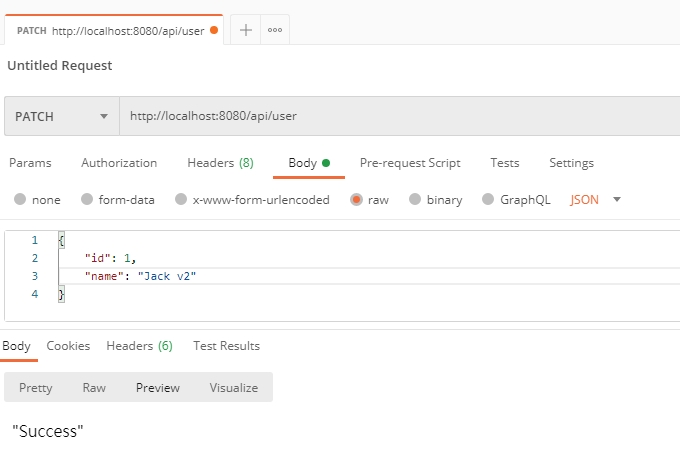 PATCH http://localhost:8080/api/user
Untitled Request
PATCH http://localhost:8080/api/user
Params Authorization Headers (8) Body Pre-request Script Tests Settings
none form-data x-www-form-urlencoded raw binary GraphQL JSON
1 {
2 "id": 1,
3 "name": "Jack v2"
4 }
Body Cookies Headers (6) Test Results
Pretty Raw Preview Visualize
"Success"